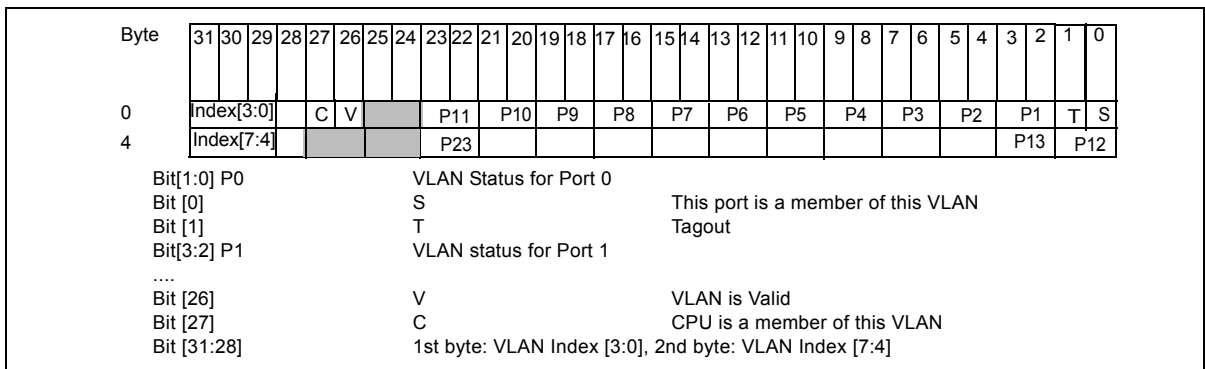 Byte 31 30 29 28 27 26 25 24 23 22 21 20 19 18 17 16 15 14 13 12 11 10 9 8 7 6 5 4 3 2 1 0
0 Index[3:0] C V P11 P10 P9 P8 P7 P6 P5 P4 P3 P2 P1 T S
4 Index[7:4] P23 P13 P12
Bit[1:0] P0 VLAN Status for Port 0
Bit [0] S This port is a member of this VLAN
Bit [1] T Tagout
Bit[3:2] P1 VLAN status for Port 1
....
Bit [26] V VLAN is Valid
Bit [27] C CPU is a member of this VLAN
Bit [31:28] 1st byte: VLAN Index [3:0], 2nd byte: VLAN Index [7:4]